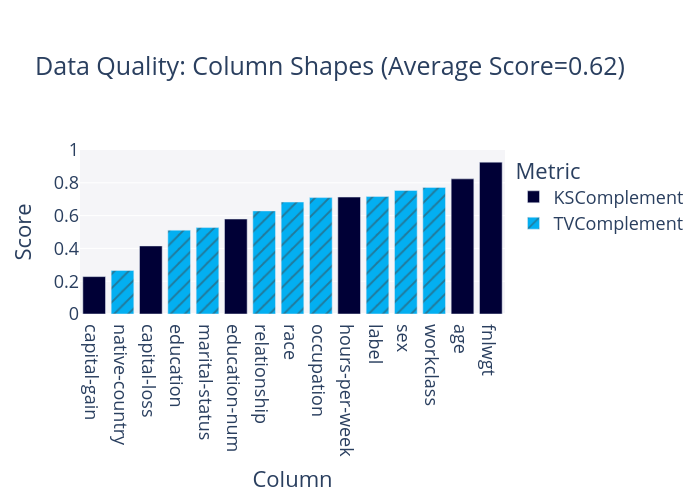 Data Quality: Column Shapes (Average Score=0.62)
Metric
KSComplement
TVComplement
Score
1
0.8
0.6
0.4
0.2
0
capital-gain
native-country
capital-loss
education
marital-status
education-num
relationship
race
occupation
hours-per-week
label
sex
workclass
age
fnlwgt
Column